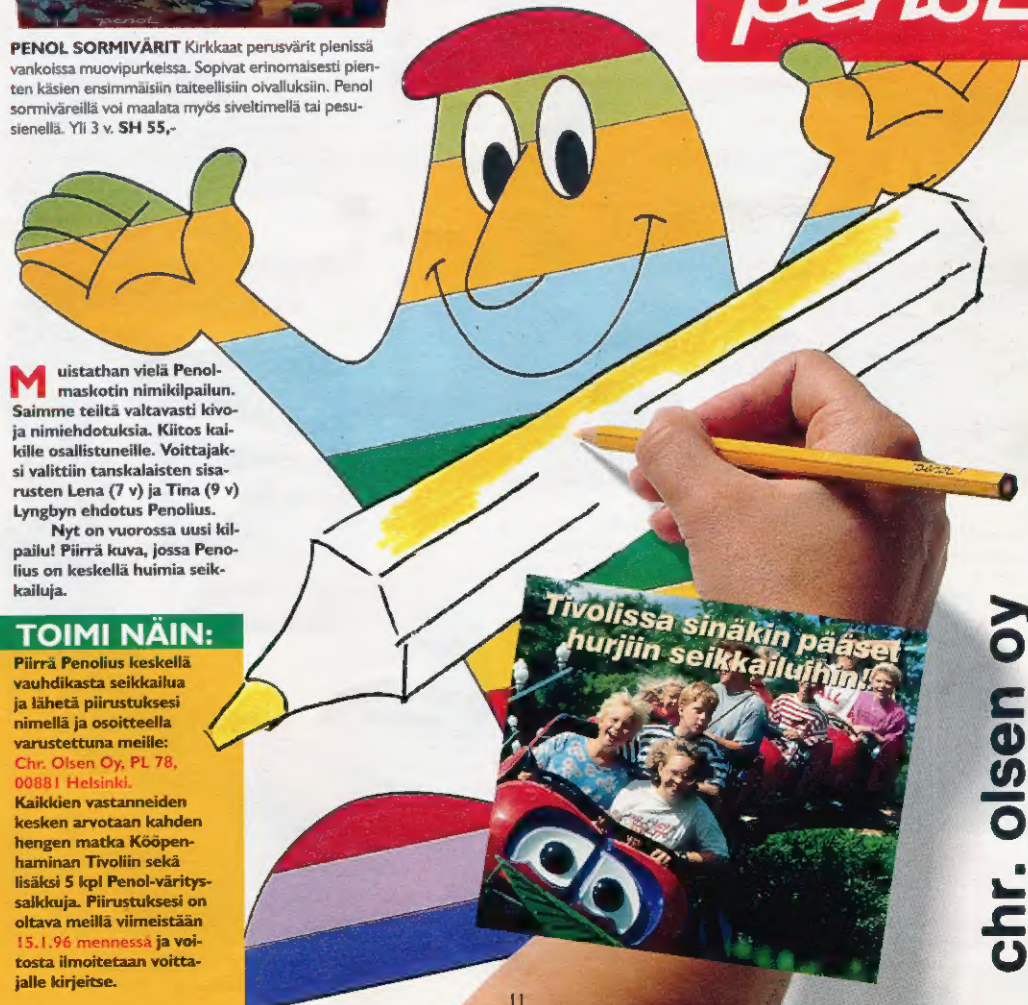 penol
PENOL SORMIVÄRIT Kirkkaat perusvärit pienissä
vankoissa muovipurkeissa. Sopivat erinomaisesti pien-
ten käsien ensimmäisiin taiteellisiin oivalluksiin. Penol
sormiväreillä voi maalata myös siveltimellä tai pesu-
sienellä. Yli 3 v. SH 55,-
penol
Muistathan vielä Penol-
maskotin nimikilpailun.
Saimme teiltä valtavasti kivo-
ja nimiehdotuksia. Kiitos kai-
kille osallistuneille. Voittajak-
si valittiin tanskalaisten sisa-
rusten Lena (7 v) ja Tina (9 v)
Lyngbyn ehdotus Penolius.
Nyt on vuorossa uusi kil-
pailu! Piirrä kuva, jossa Peno-
lius on keskellä huimia seik-
kailuja.
TOIMI NÄIN:
Piirrä Penolius keskellä
vauhdikasta seikkailua
ja lähetä piirustuksesi
nimellä ja osoitteella
varustettuna meille:
Chr. Olsen Oy, PL 78,
00881 Helsinki.
Kaikkien vastanneiden
kesken arvotaan kahden
hengen matka Kööpen-
haminan Tivoliin sekä
lisäksi 5 kpl Penol-väritys-
salkkuja. Piirustuksesi on
oltava meillä viimeistään
15.1.96 mennessä ja voi-
tosta ilmoitetaan voitta-
jalle kirjeitse.
penol
Tivolissa sinäkin pääset
hurjiin seikkailuihin!
chr. olsen oy
11